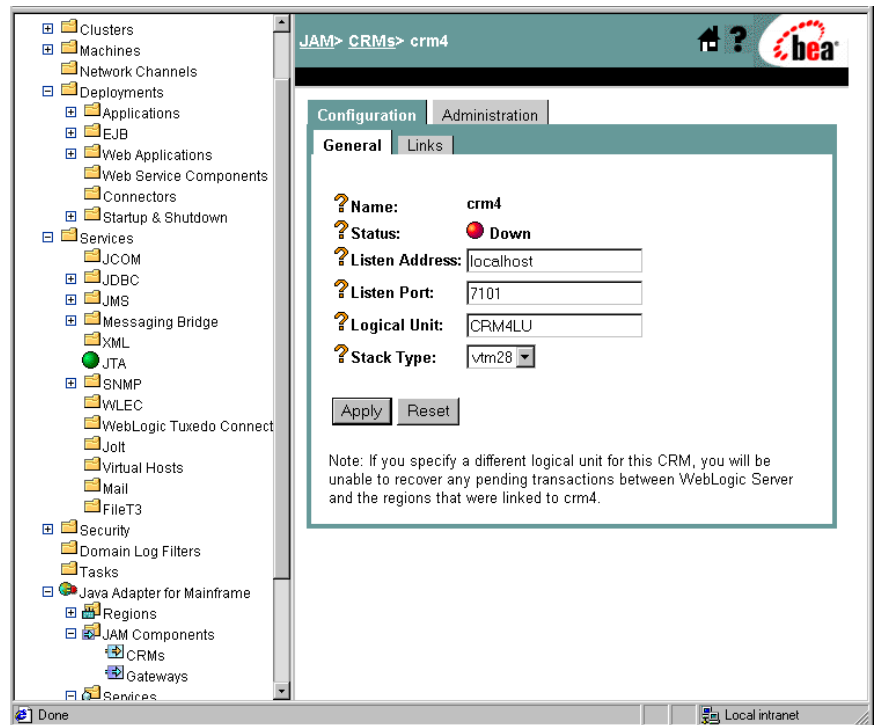 Clusters
Machines
Network Channels
Deployments
Applications
EJB
Web Applications
Web Service Components
Connectors
Startup & Shutdown
Services
JCOM
JDBC
JMS
Messaging Bridge
XML
JTA
SNMP
WLEC
WebLogic Tuxedo Connect
Jolt
Virtual Hosts
Mail
FileT3
Security
Domain Log Filters
Tasks
Java Adapter for Mainframe
Regions
JAM Components
CRMs
Gateways
Services
JAM> CRMs> crm4
?
bea
Configuration Administration
General Links
? Name: crm4
? Status: Down
? Listen Address: localhost
? Listen Port: 7101
? Logical Unit: CRM4LU
? Stack Type: vtm28
Apply Reset
Note: If you specify a different logical unit for this CRM, you will be
unable to recover any pending transactions between WebLogic Server
and the regions that were linked to crm4.
Done Local intranet